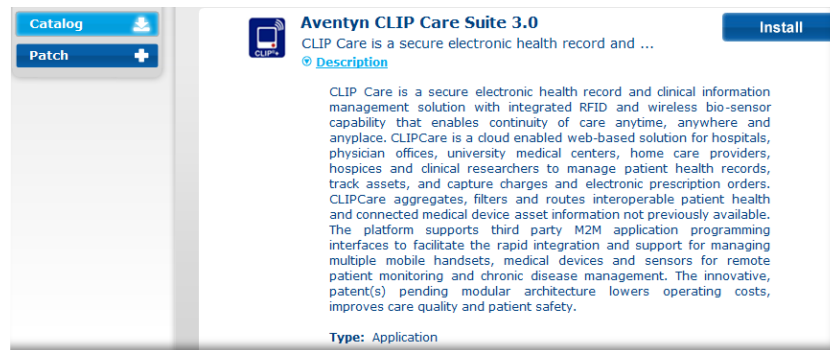 Catalog
Patch
CLIP²+
Aventyn CLIP Care Suite 3.0
CLIP Care is a secure electronic health record and ...
Description
Install
CLIP Care is a secure electronic health record and clinical information
management solution with integrated RFID and wireless bio-sensor
capability that enables continuity of care anytime, anywhere and
anyplace. CLIPCare is a cloud enabled web-based solution for hospitals,
physician offices, university medical centers, home care providers,
hospices and clinical researchers to manage patient health records,
track assets, and capture charges and electronic prescription orders.
CLIPCare aggregates, filters and routes interoperable patient health
and connected medical device asset information not previously available.
The platform supports third party M2M application programming
interfaces to facilitate the rapid integration and support for managing
multiple mobile handsets, medical devices and sensors for remote
patient monitoring and chronic disease management. The innovative,
patent(s) pending modular architecture lowers operating costs,
improves care quality and patient safety.
Type: Application